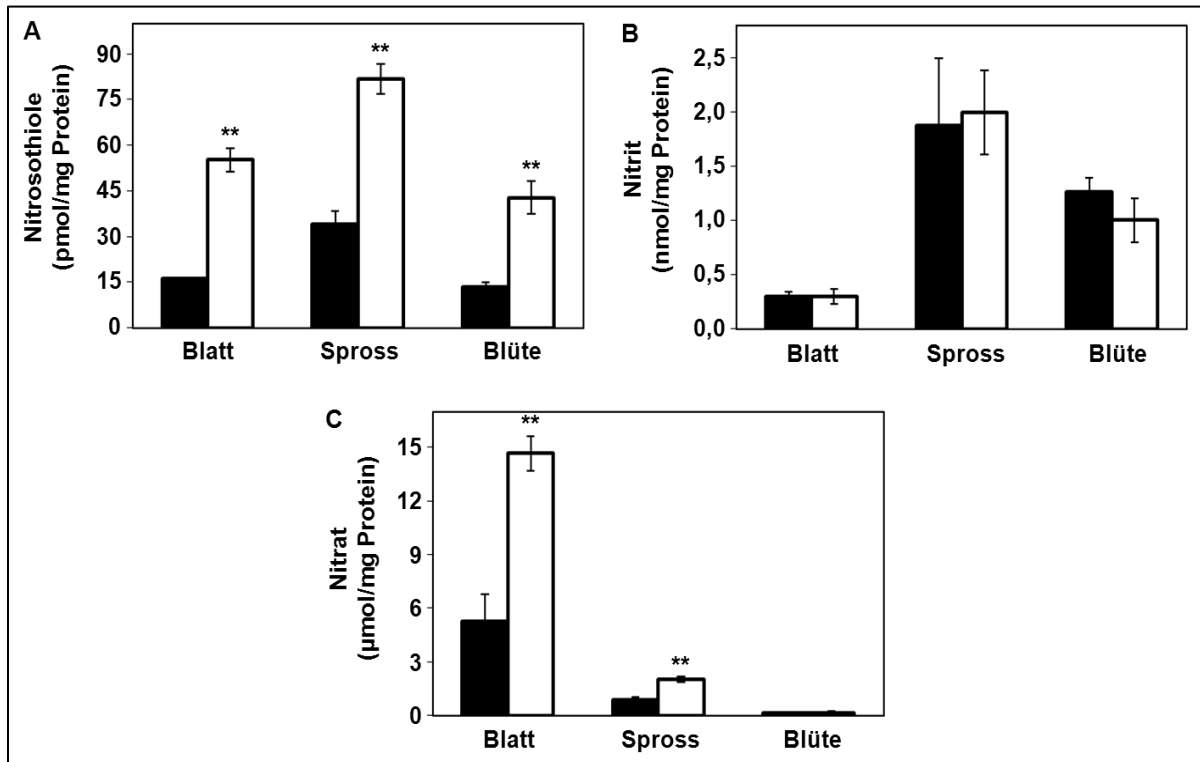 A
Nitrosothiole
(pmol/mg Protein)
90
75
60
45
30
15
0
**
**
**
Blatt Spross Blüte
B
Nitrit
(nmol/mg Protein)
2,5
2,0
1,5
1,0
0,5
0,0
Blatt Spross Blüte
C
Nitrat
(µmol/mg Protein)
15
12
9
6
3
0
**
**
Blatt Spross Blüte